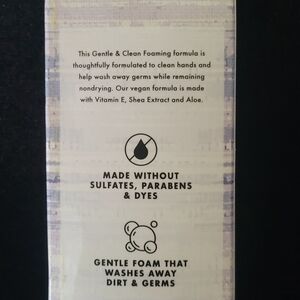 This Gentle & Clean Foaming formula is
thoughtfully formulated to clean hands and
help wash away germs while remaining
nondrying. Our vegan formula is made
with Vitamin E, Shea Extract and Aloe.
MADE WITHOUT
SULFATES, PARABENS
& DYES
GENTLE FOAM THAT
WASHES AWAY
DIRT & GERMS